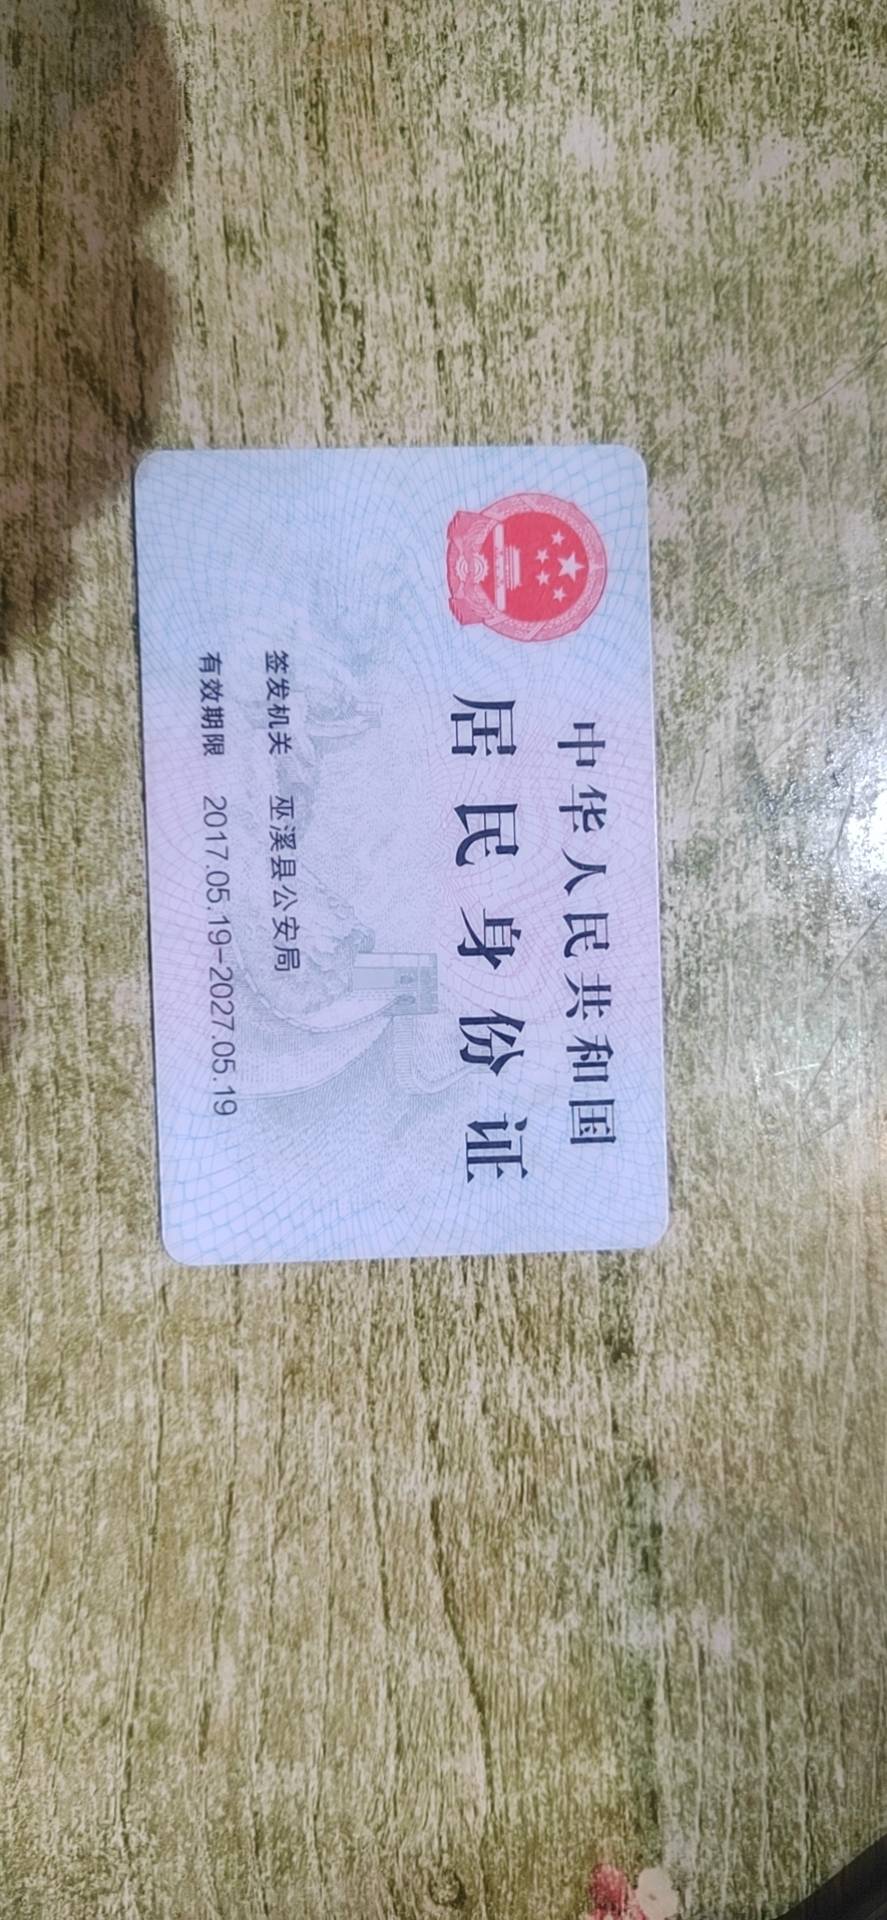 中华人民共和国
居民身份证
签发机关 巫溪县公安局
有效期限 2017.05.19-2027.05.19